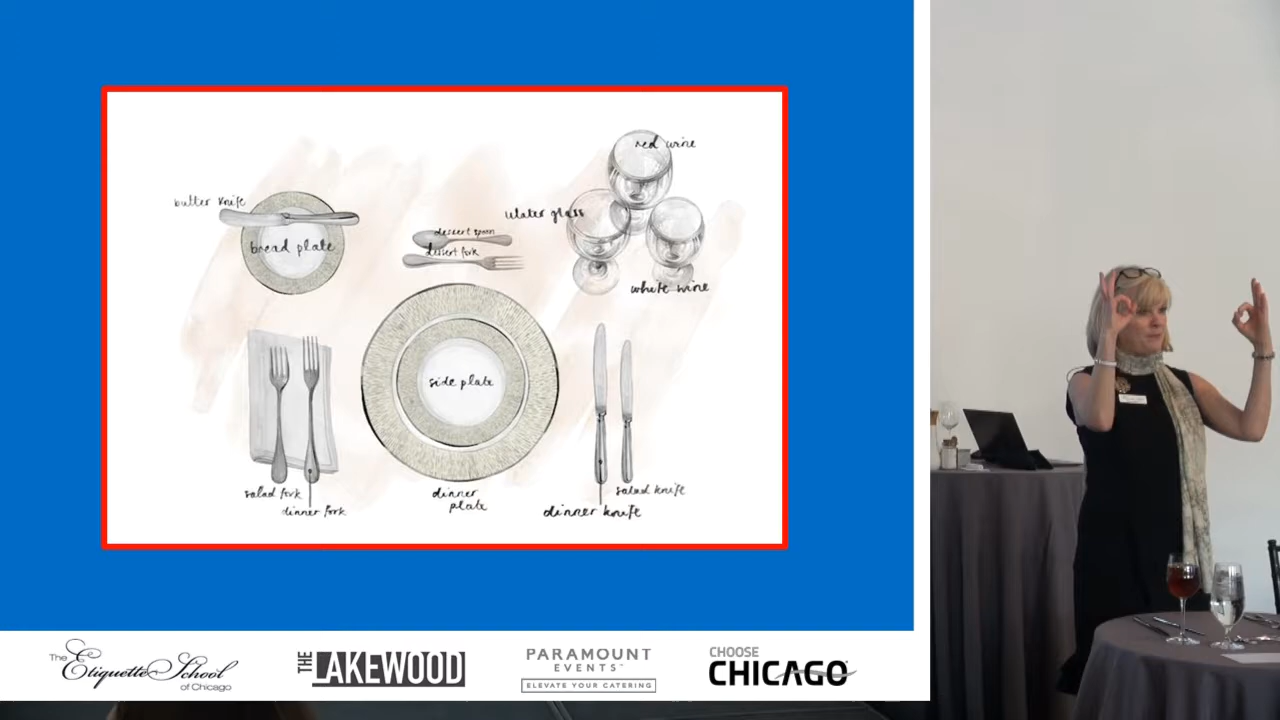 red wine
butter knife
water glass
bread plate
dessert spoon
dessert fork
white wine
side plate
salad fork
dinner fork
dinner
plate
dinner knife
salad knife
The
Etiquette School
of Chicago
THE
LAKEWOOD
PARAMOUNT
EVENTS
ELEVATE YOUR CATERING
CHOOSE
CHICAGO